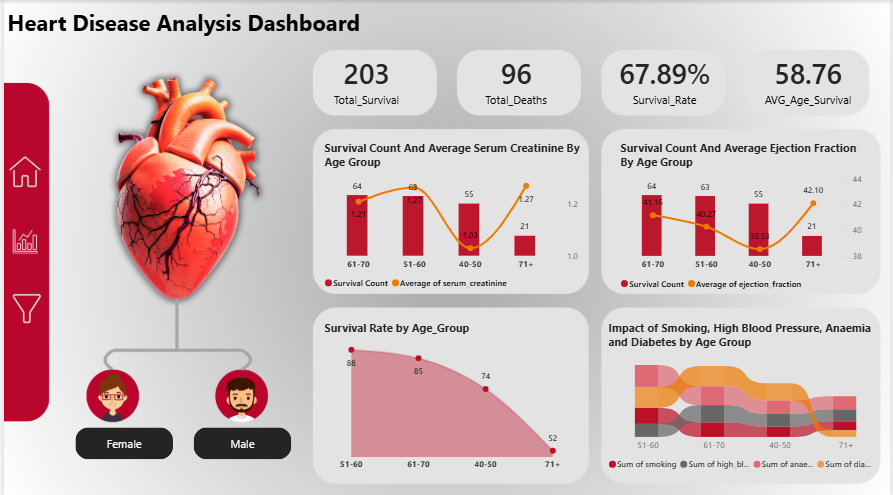 Heart Disease Analysis Dashboard
203
Total_Survival
96
Total_Deaths
67.89%
Survival_Rate
58.76
AVG_Age_Survival
Survival Count And Average Serum Creatinine By
Age Group
64
63
55
21
1.21
1.27
1.03
1.27
1.2
1.0
61-70
51-60
40-50
71+
Survival Count
Average of serum_creatinine
Survival Count And Average Ejection Fraction
By Age Group
64
63
55
21
41.16
40.27
38.53
42.10
44
42
40
38
61-70
51-60
40-50
71+
Survival Count
Average of ejection_fraction
Female
Male
Survival Rate by Age_Group
88
85
74
52
51-60
61-70
40-50
71+
Impact of Smoking, High Blood Pressure, Anaemia
and Diabetes by Age Group
51-60
61-70
40-50
71+
Sum of smoking
Sum of high_bl...
Sum of anae...
Sum of dia...